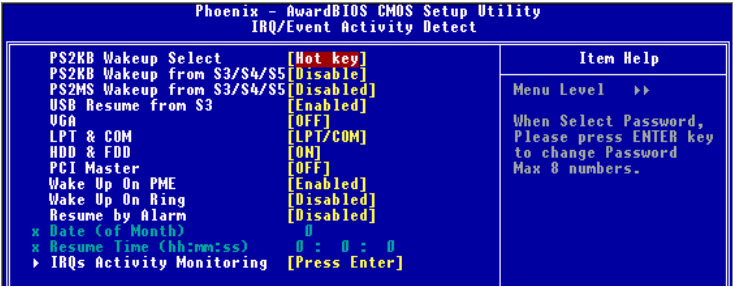 Phoenix - AwardBIOS CMOS Setup Utility
IRQ/Event Activity Detect
PS2KB Wakeup Select [Hot key]
PS2KB Wakeup from S3/S4/S5[Disable]
PS2MS Wakeup from S3/S4/S5[Disabled]
USB Resume from S3 [Enabled]
VGA [OFF]
LPT & COM [LPT/COM]
HDD & FDD [ON]
PCI Master [OFF]
Wake Up On PME [Enabled]
Wake Up On Ring [Disabled]
Resume by Alarm [Disabled]
x Date (of Month) 0
x Resume Time (hh:mm:ss) 0 : 0 : 0
IRQs Activity Monitoring [Press Enter]
Item Help
Menu Level
When Select Password,
Please press ENTER key
to change Password
Max 8 numbers.